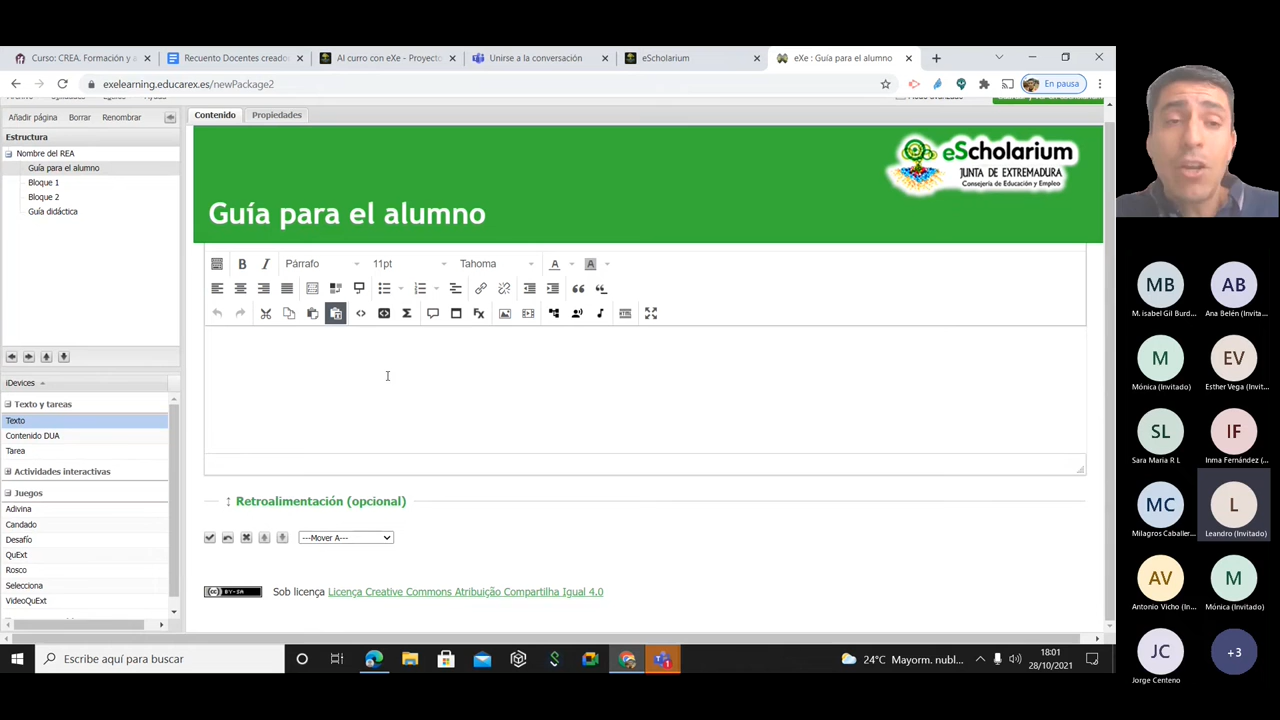 Curso: CREA. Formación y a
Recuento Docentes creado
Al curro con eXe - Proyecto
Unirse a la conversación
eScholarium
eXe : Guía para el alumno
exelearning.educarex.es/newPackage2
En pausa
Añadir página
Borrar
Renombrar
Contenido
Propiedades
Estructura
Nombre del REA
Guía para el alumno
Bloque 1
Bloque 2
Guía didáctica
eScholarium
JUNTA DE EXTREMADURA
Consejería de Educación y Empleo
Guía para el alumno
Párrafo
11pt
Tahoma
iDevices
Texto y tareas
Texto
Contenido DUA
Tarea
Actividades interactivas
Juegos
Adivina
Candado
Desafío
QuExt
Rosco
Selecciona
VideoQuExt
Retroalimentación (opcional)
---Mover A---
BY-SA
Sob licença Licença Creative Commons Atribuição Compartilha Igual 4.0
Escribe aquí para buscar
24°C Mayorm. nubl...
18:01
28/10/2021
MB
M. isabel Gil Burd...
AB
Ana Belén (Invita...
M
Mónica (Invitado)
EV
Esther Vega (Invit...
SL
Sara Maria R L
IF
Inma Fernández (...
MC
Milagros Caballer...
L
Leandro (Invitado)
AV
Antonio Vicho (In...
M
Mónica (Invitado)
JC
Jorge Centeno
+3